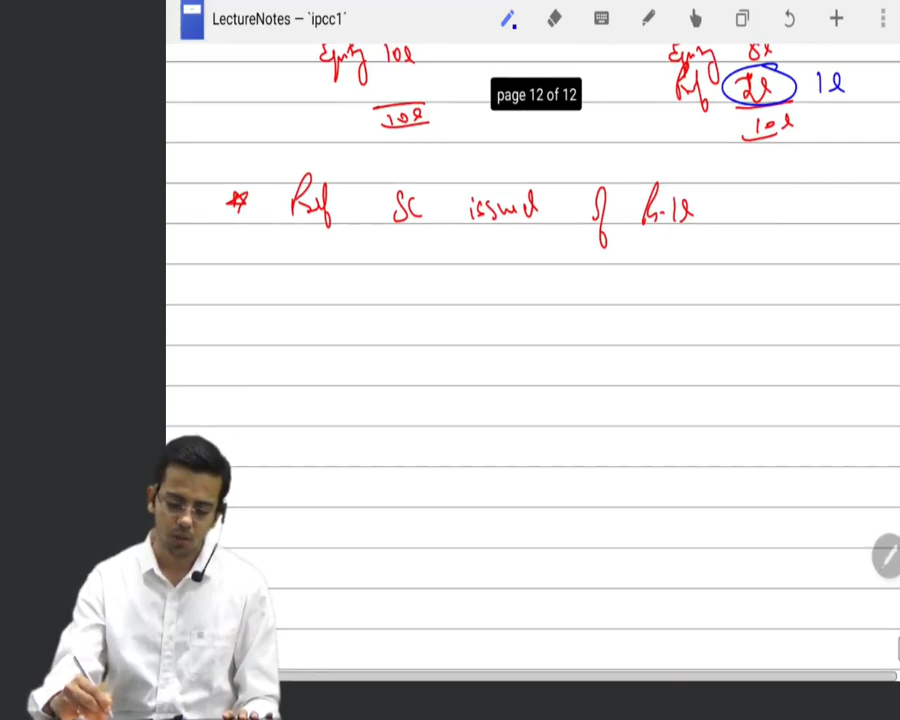 LectureNotes – `ipcc1´
Equity 10l
Equity 8l
Pref 2l 1l
page 12 of 12
10l
10l
☆ Pref SC issued of Rs.1l